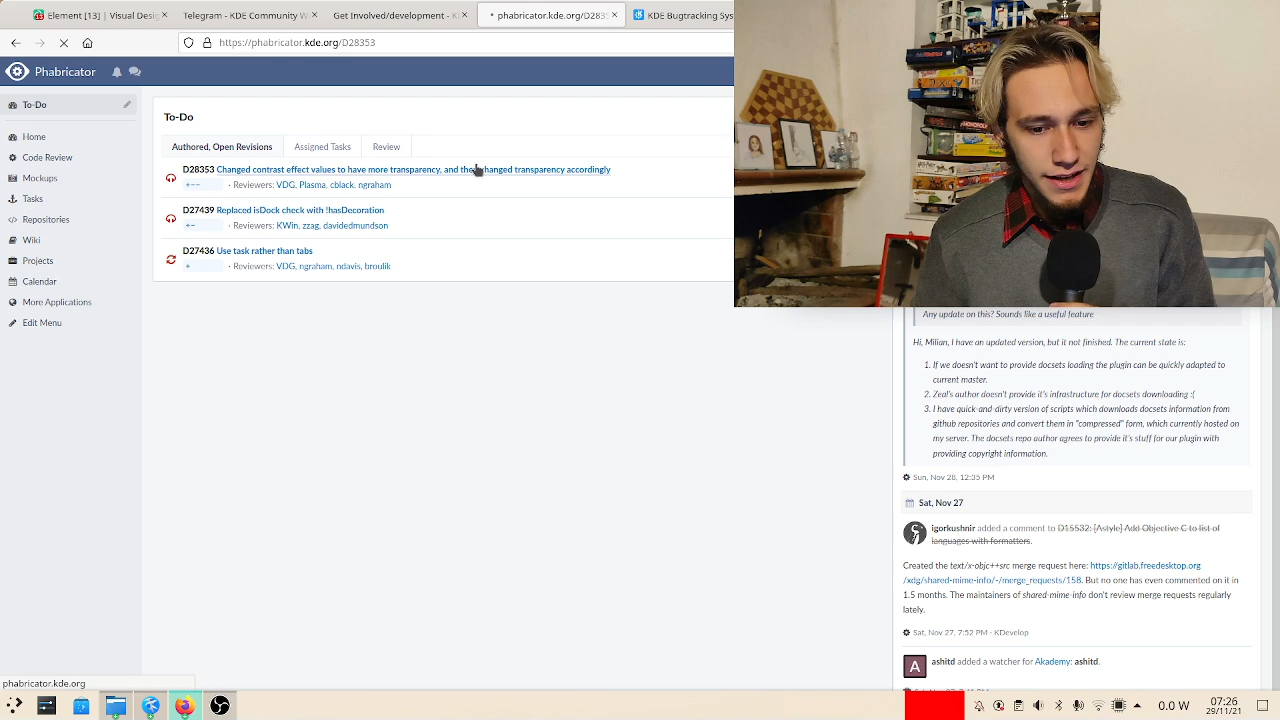 phabricator.kde.org/D2835
KDE Bugtracking Sys
https://phabricator.kde.org/D28353
Phabricator
To-Do
Home
Code Review
Mockups
Tasks
Repositories
Wiki
Projects
Calendar
More Applications
Edit Menu
To-Do
Authored, Open Revisions
Assigned Tasks
Review
D28353 Changed contrast effect values to have more transparency, and then changed transparency accordingly
+--- · Reviewers: VDG, Plasma, cblack, ngraham
D27439 Replaced isDock check with !hasDecoration
+- · Reviewers: KWin, zzag, davidedmundson
D27436 Use task rather than tabs
+ · Reviewers: VDG, ngraham, ndavis, broulik
Any update on this? Sounds like a useful feature
Hi, Milian, I have an updated version, but it not finished. The current state is:
1. If we doesn't want to provide docsets loading the plugin can be quickly adapted to
current master.
2. Zeal's author doesn't provide it's infrastructure for docsets downloading :(
3. I have quick-and-dirty version of scripts which downloads docsets information from
github repositories and convert them in "compressed" form, which currently hosted on
my server. The docsets repo author agrees to provide it's stuff for our plugin with
providing copyright information.
Sun, Nov 28, 12:35 PM
Sat, Nov 27
igorkushnir added a comment to D15532: [Astyle] Add Objective C to list of
languages with formatters.
Created the text/x-objc++src merge request here: https://gitlab.freedesktop.org
/xdg/shared-mime-info/-/merge_requests/158. But no one has even commented on it in
1.5 months. The maintainers of shared-mime-info don't review merge requests regularly
lately.
Sat, Nov 27, 7:52 PM · KDevelop
A
ashitd added a watcher for Akademy: ashitd.
phabricator.kde.org
0.0 V
07:26
29/11/21
MONOPOLY